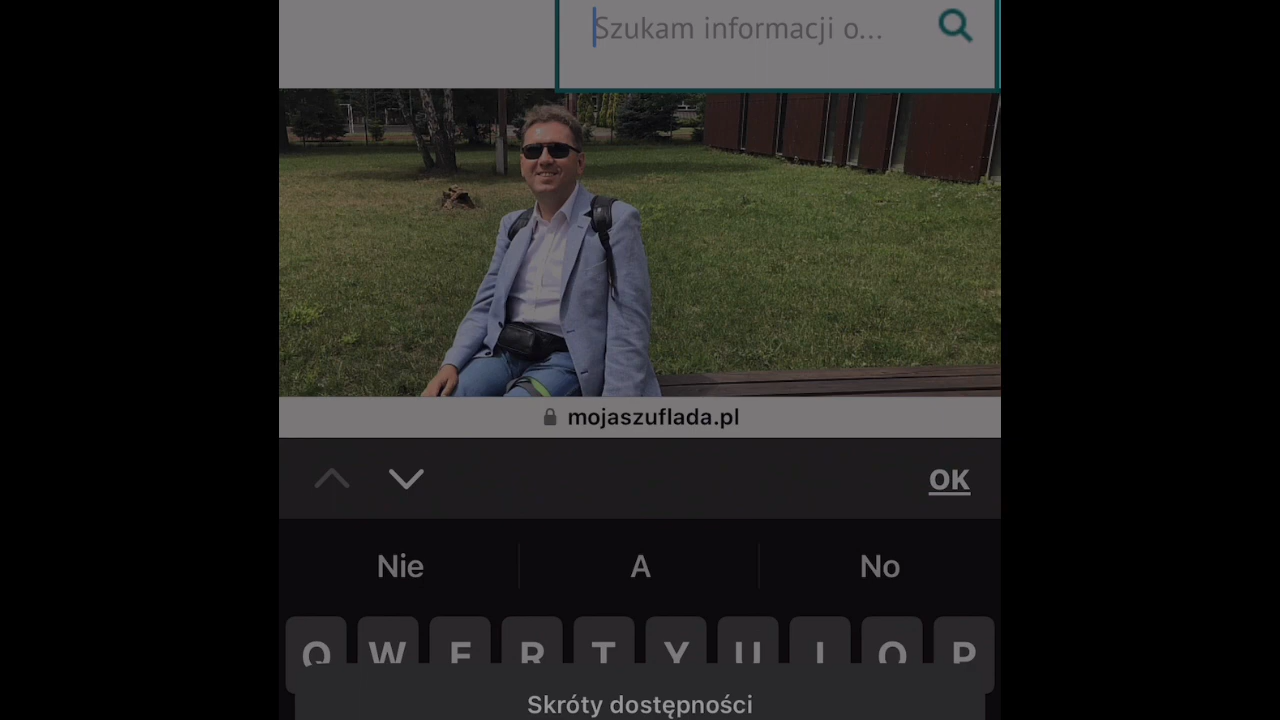 Szukam informacji o...
mojaszuflada.pl
OK
Nie A No
Q W E R T Y U I O P
Skróty dostępności